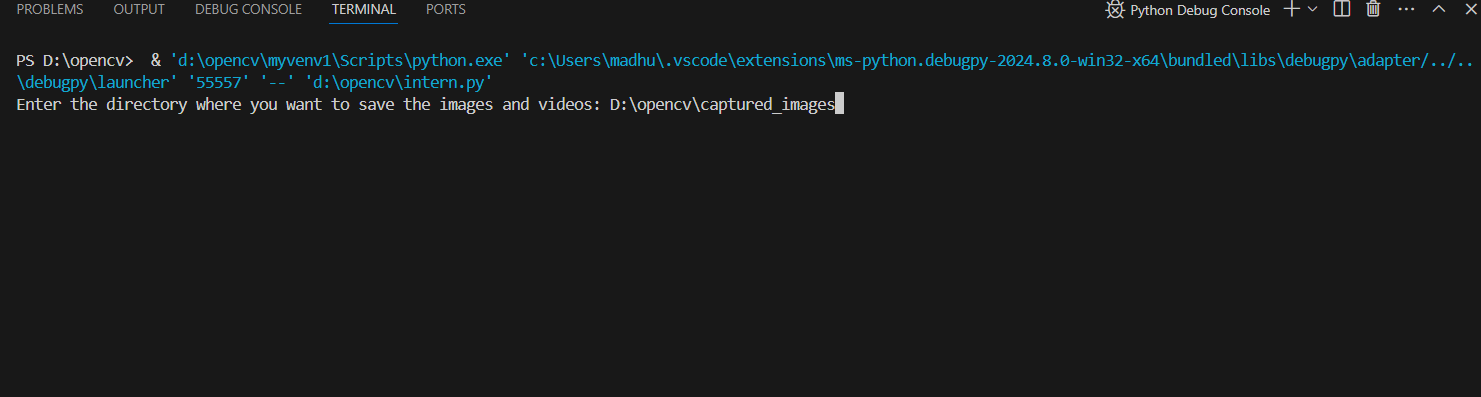 PROBLEMS OUTPUT DEBUG CONSOLE TERMINAL PORTS Python Debug Console
PS D:\opencv>  & 'd:\opencv\myvenv1\Scripts\python.exe' 'c:\Users\madhu\.vscode\extensions\ms-python.debugpy-2024.8.0-win32-x64\bundled\libs\debugpy\adapter/../..
\debugpy\launcher' '55557' '--' 'd:\opencv\intern.py'
Enter the directory where you want to save the images and videos: D:\opencv\captured_images